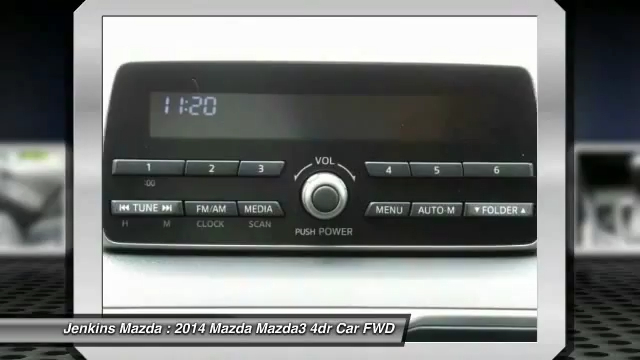 11:20
1 2 3 VOL 4 5 6
:00
TUNE FM/AM MEDIA MENU AUTO-M FOLDER
H M CLOCK SCAN PUSH POWER
Jenkins Mazda : 2014 Mazda Mazda3 4dr Car FWD